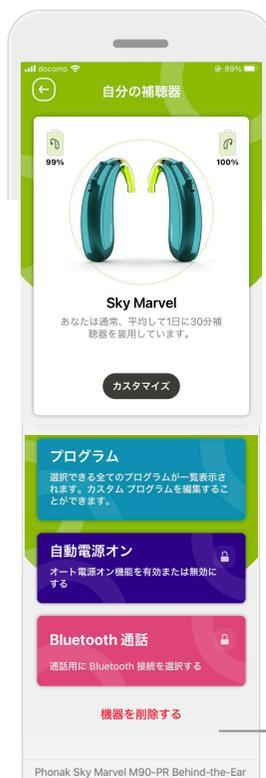 docomo 89%
自分の補聴器
99% 100%
Sky Marvel
あなたは通常、平均して1日に30分補
聴器を装用しています。
カスタマイズ
プログラム
選択できる全てのプログラムが一覧表示さ
れます。カスタム プログラムを編集するこ
とができます。
自動電源オン
オート電源オン機能を有効または無効に
する
Bluetooth 通話
通話用に Bluetooth 接続を選択する
機器を削除する
Phonak Sky Marvel M90-PR Behind-the-Ear